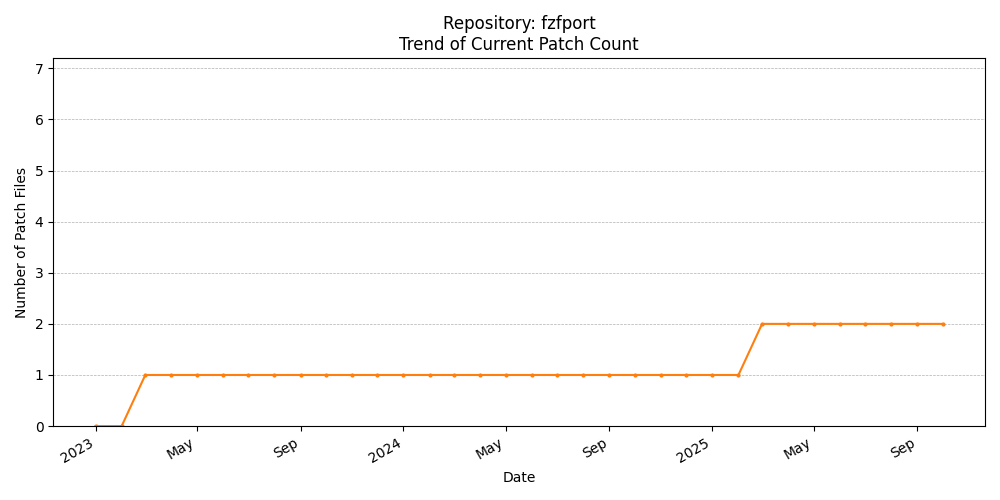 Repository: fzfport
Trend of Current Patch Count
Number of Patch Files
7
6
5
4
3
2
1
0
2023
May
Sep
2024
May
Sep
2025
May
Sep
Date